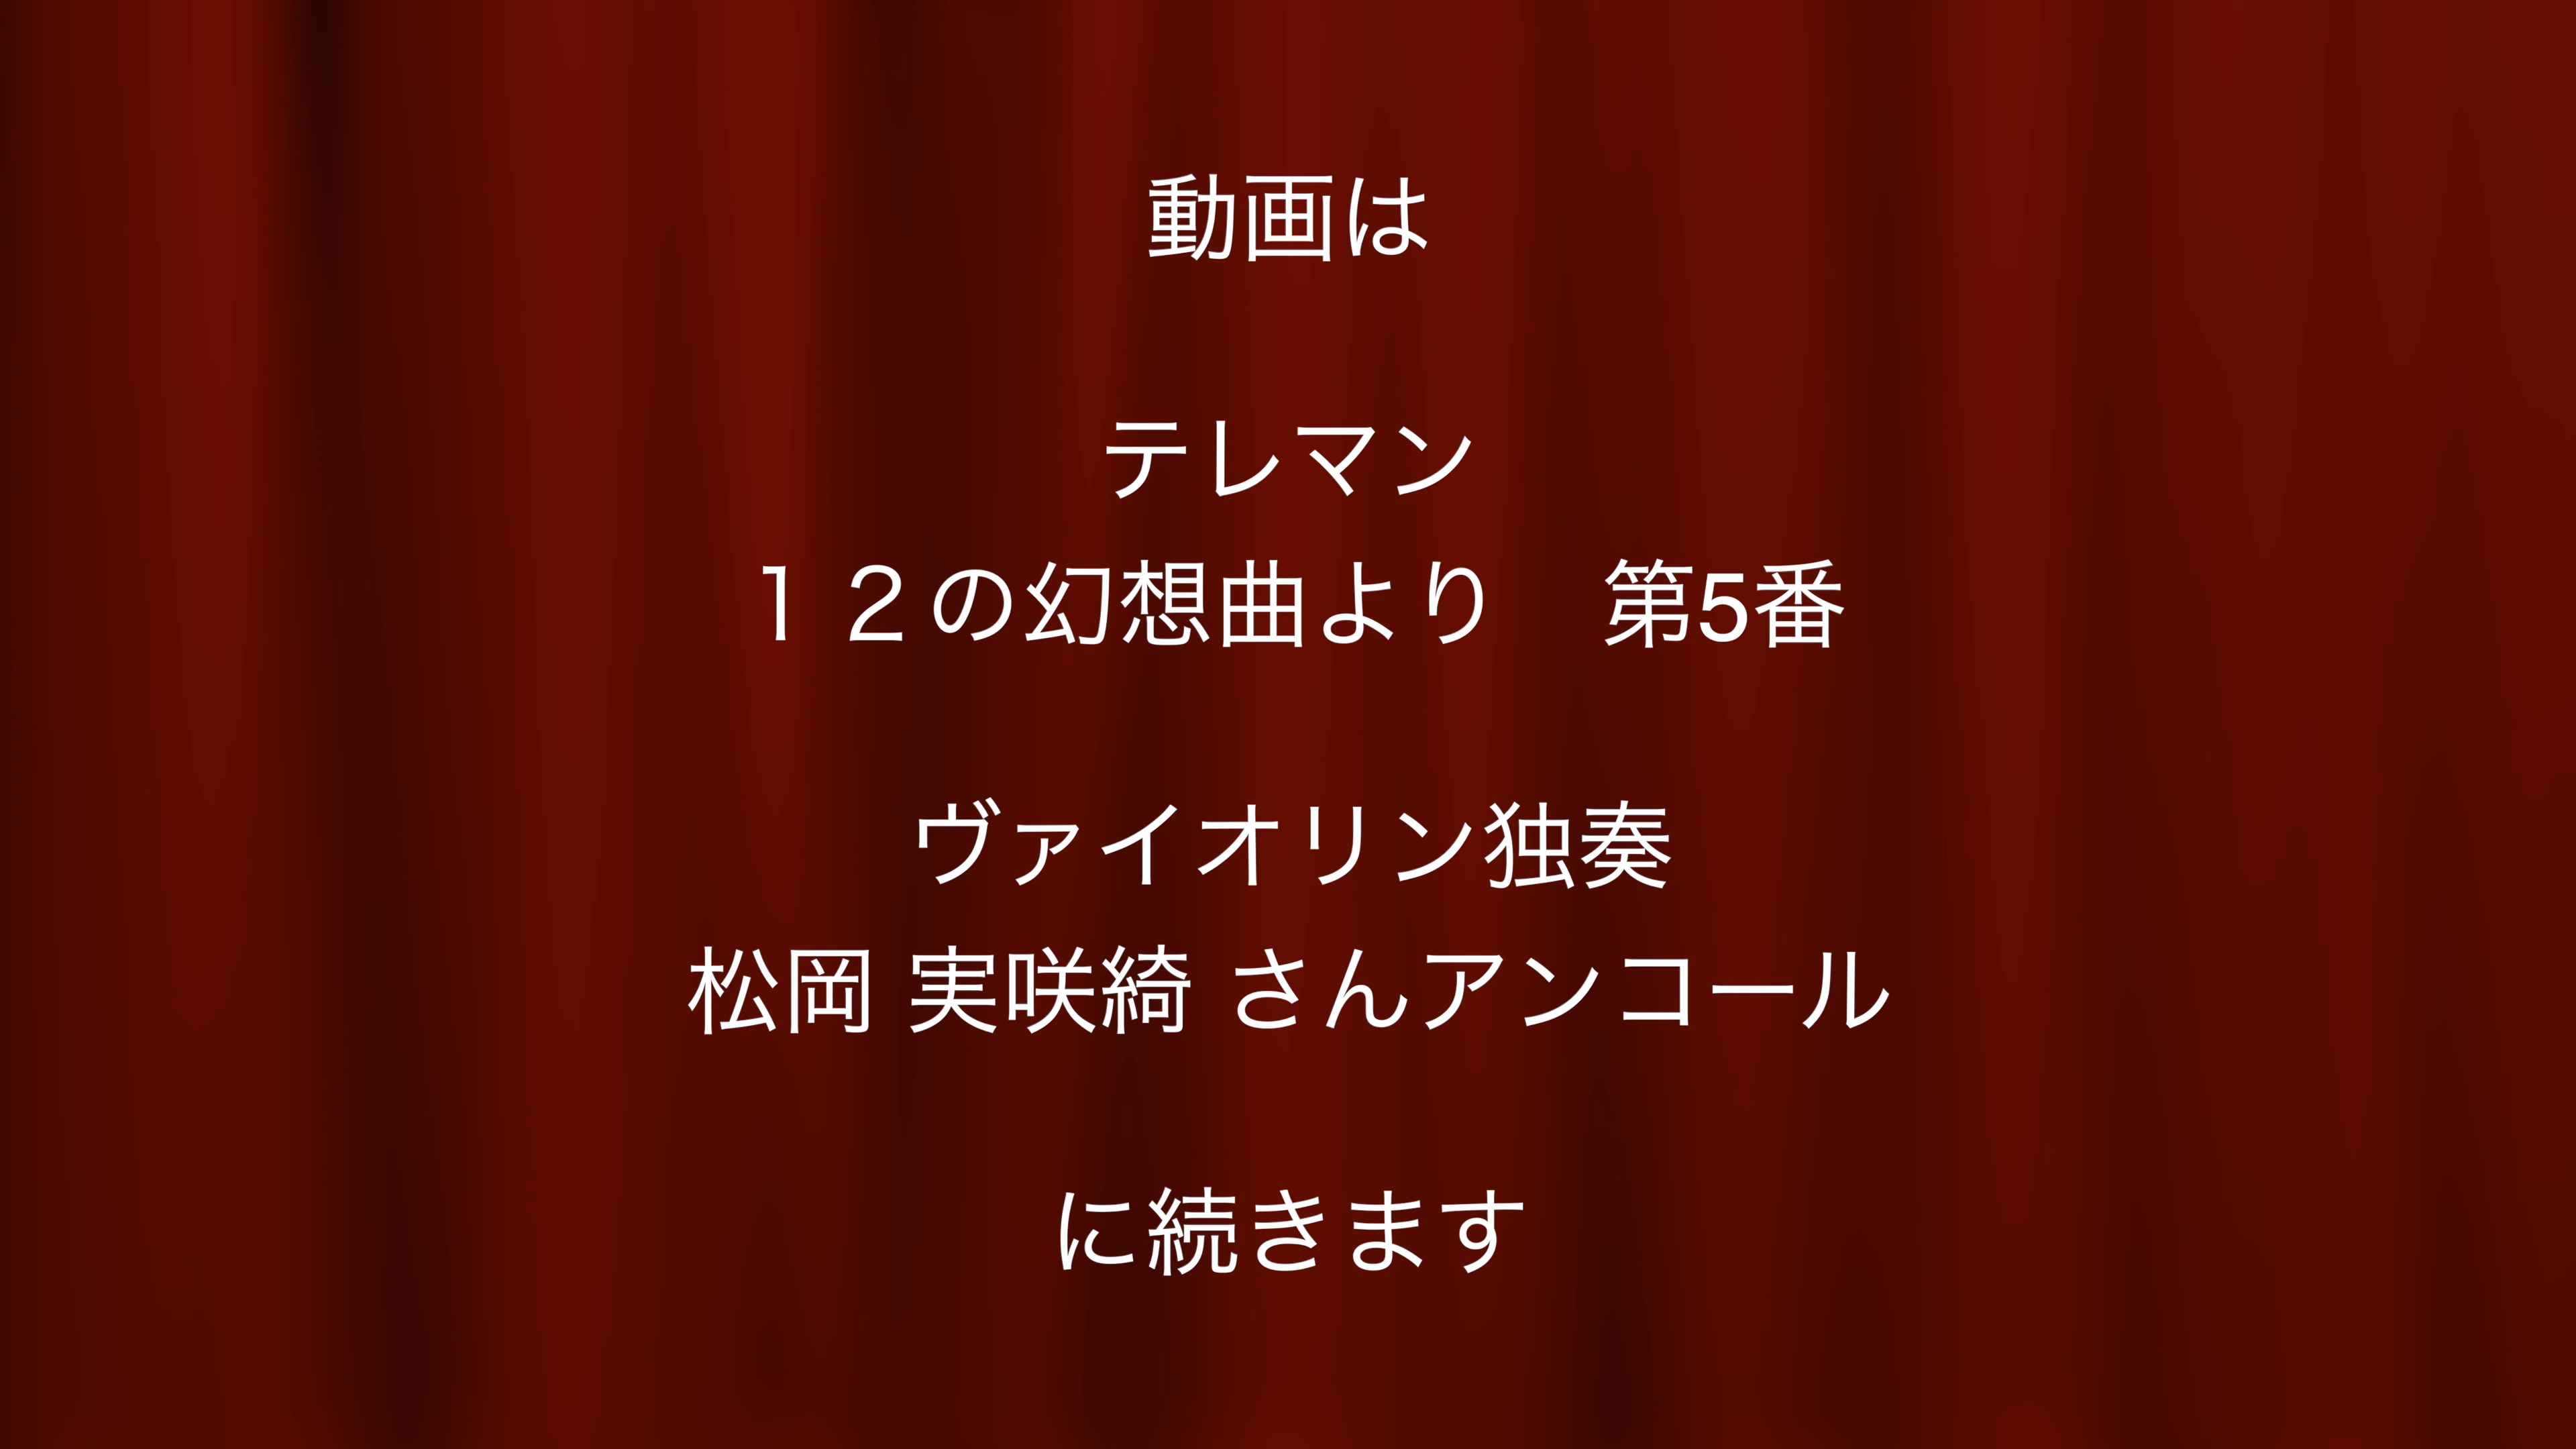 動画は
テレマン
１２の幻想曲より　第5番
ヴァイオリン独奏
松岡 実咲綺 さんアンコール
に続きます